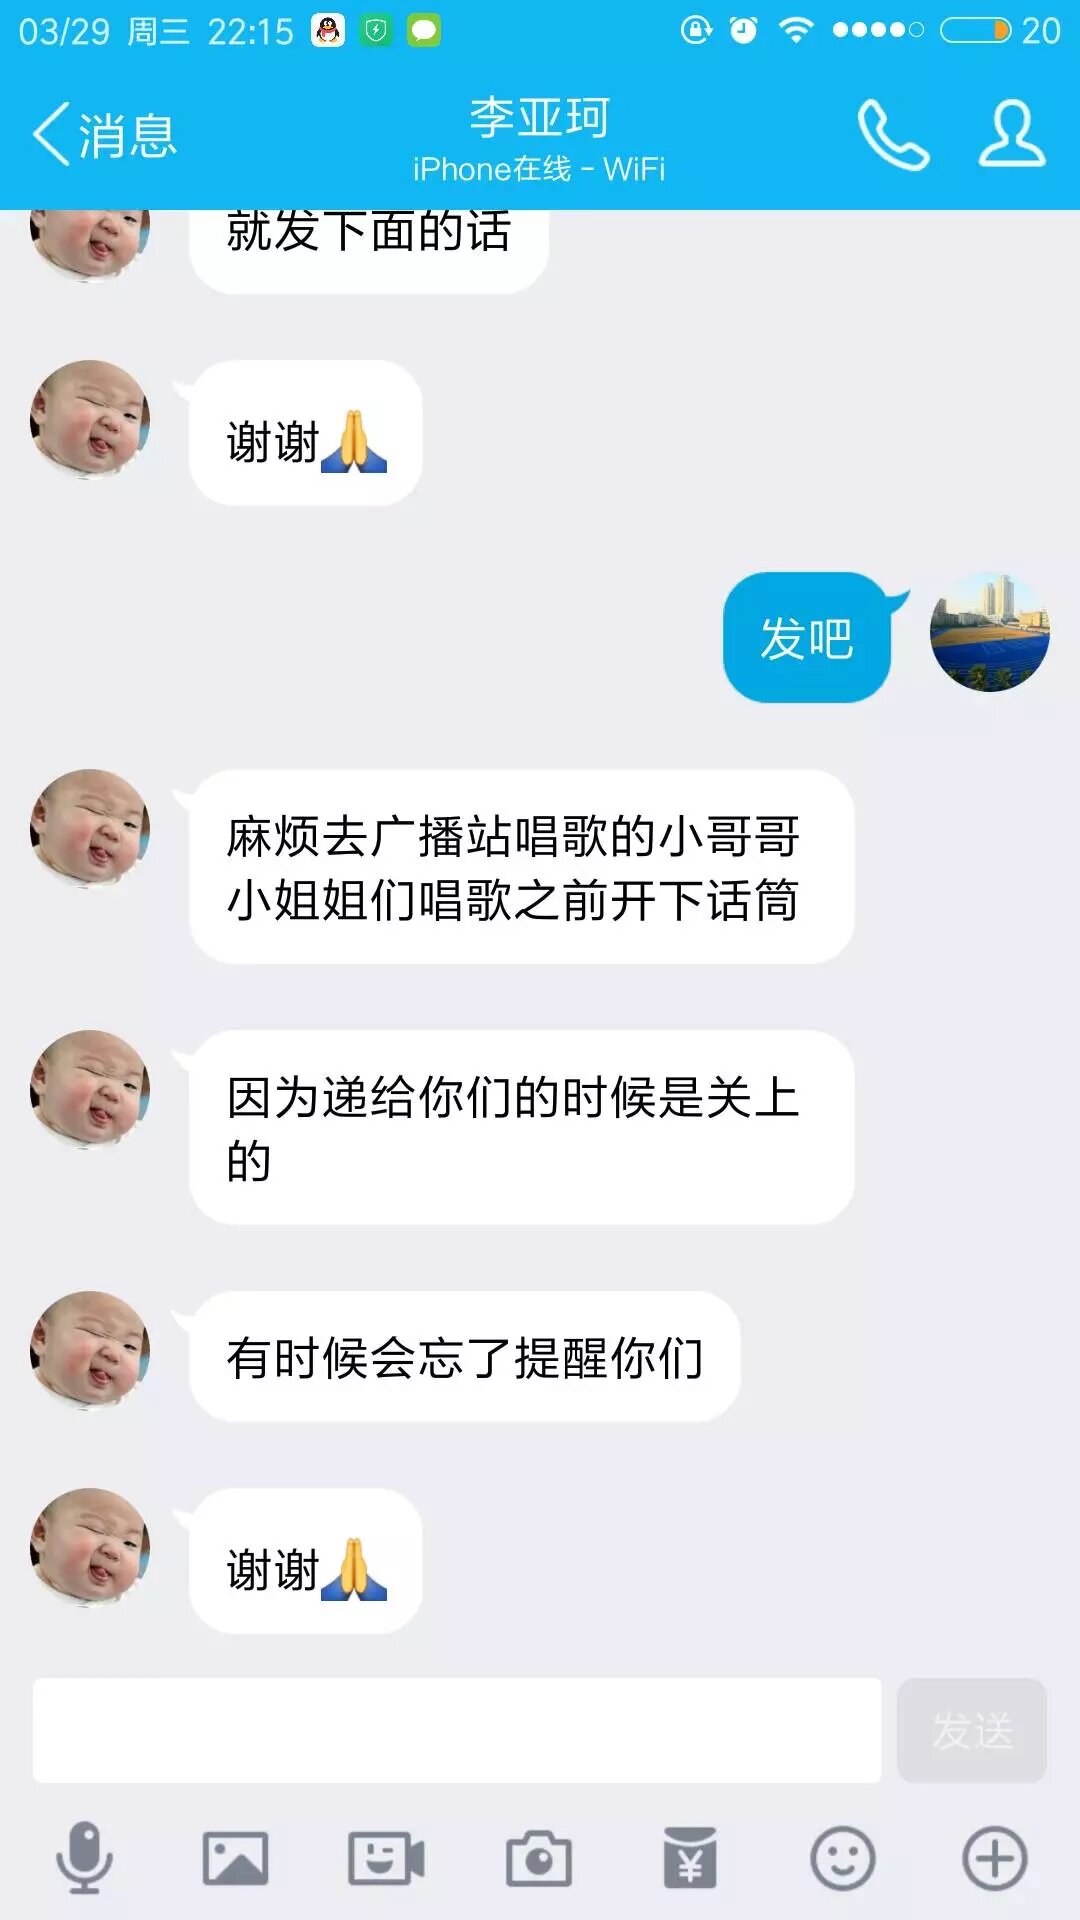 03/29 周三 22:15
20
消息
李亚珂
iPhone在线 - WiFi
就发下面的话
谢谢🙏
发吧
麻烦去广播站唱歌的小哥哥
小姐姐们唱歌之前开下话筒
因为递给你们的时候是关上
的
有时候会忘了提醒你们
谢谢🙏
发送